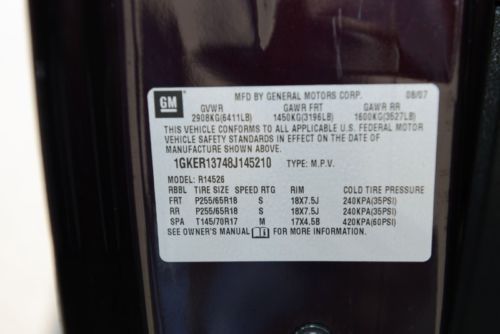 GM
MFD BY GENERAL MOTORS CORP. 08/07
GVWR GAWR FRT GAWR RR
2908KG(6411LB) 1450KG(3196LB) 1600KG(3527LB)
THIS VEHICLE CONFORMS TO ALL APPLICABLE U.S. FEDERAL MOTOR
VEHICLE SAFETY STANDARDS IN EFFECT ON THE DATE OF
MANUFACTURE SHOWN ABOVE.
1GKER13748J145210 TYPE: M.P.V.
MODEL: R14526
RBBL TIRE SIZE SPEED RTG RIM COLD TIRE PRESSURE
FRT P255/65R18 S 18X7.5J 240KPA(35PSI)
RR P255/65R18 S 18X7.5J 240KPA(35PSI)
SPA T145/70R17 M 17X4.5B 420KPA(60PSI)
SEE OWNER'S MANUAL i FOR MORE INFORMATION.